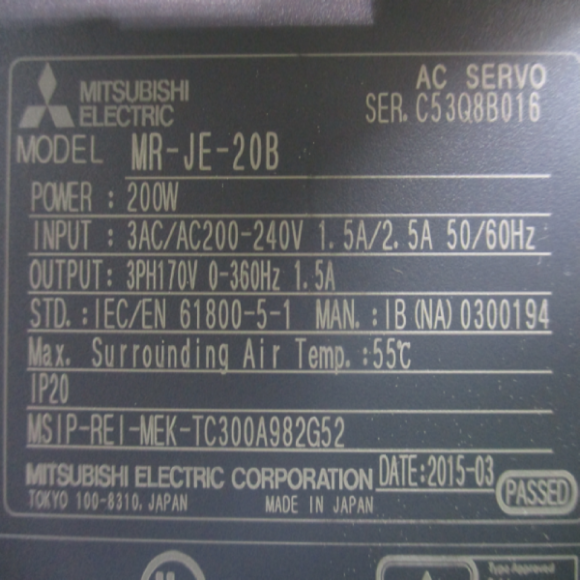 MITSUBISHI
ELECTRIC
AC SERVO
SER. C53Q8B016
MODEL MR-JE-20B
POWER : 200W
INPUT : 3AC/AC200-240V 1.5A/2.5A 50/60Hz
OUTPUT: 3PH170V 0-360Hz 1.5A
STD. : IEC/EN 61800-5-1 MAN. : IB (NA) 0300194
Max. Surrounding Air Temp. :55℃
IP20
MSIP-REI-MEK-TC300A982G52
MITSUBISHI ELECTRIC CORPORATION DATE:2015-03
TOKYO 100-8310, JAPAN MADE IN JAPAN
PASSED
Type Approved